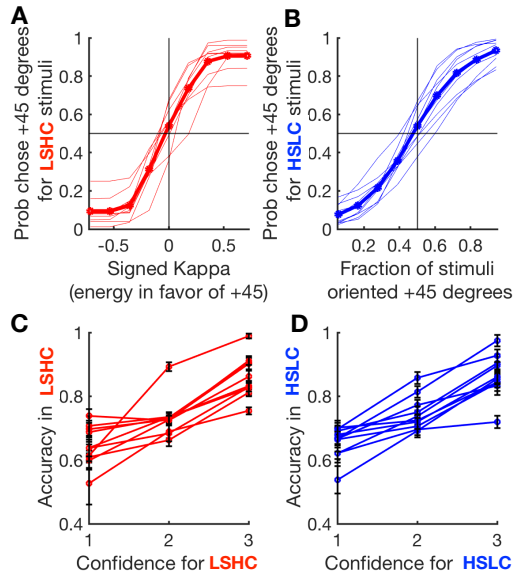 A
Prob chose +45 degrees
for LSHC stimuli
1
0.8
0.6
0.4
0.2
0
-0.5 0 0.5
Signed Kappa
(energy in favor of +45)
B
Prob chose +45 degrees
for HSLC stimuli
1
0.8
0.6
0.4
0.2
0
0.2 0.4 0.6 0.8
Fraction of stimuli
oriented +45 degrees
C
Accuracy in LSHC
1
0.8
0.6
0.4
1 2 3
Confidence for LSHC
D
Accuracy in HSLC
1
0.8
0.6
0.4
1 2 3
Confidence for HSLC